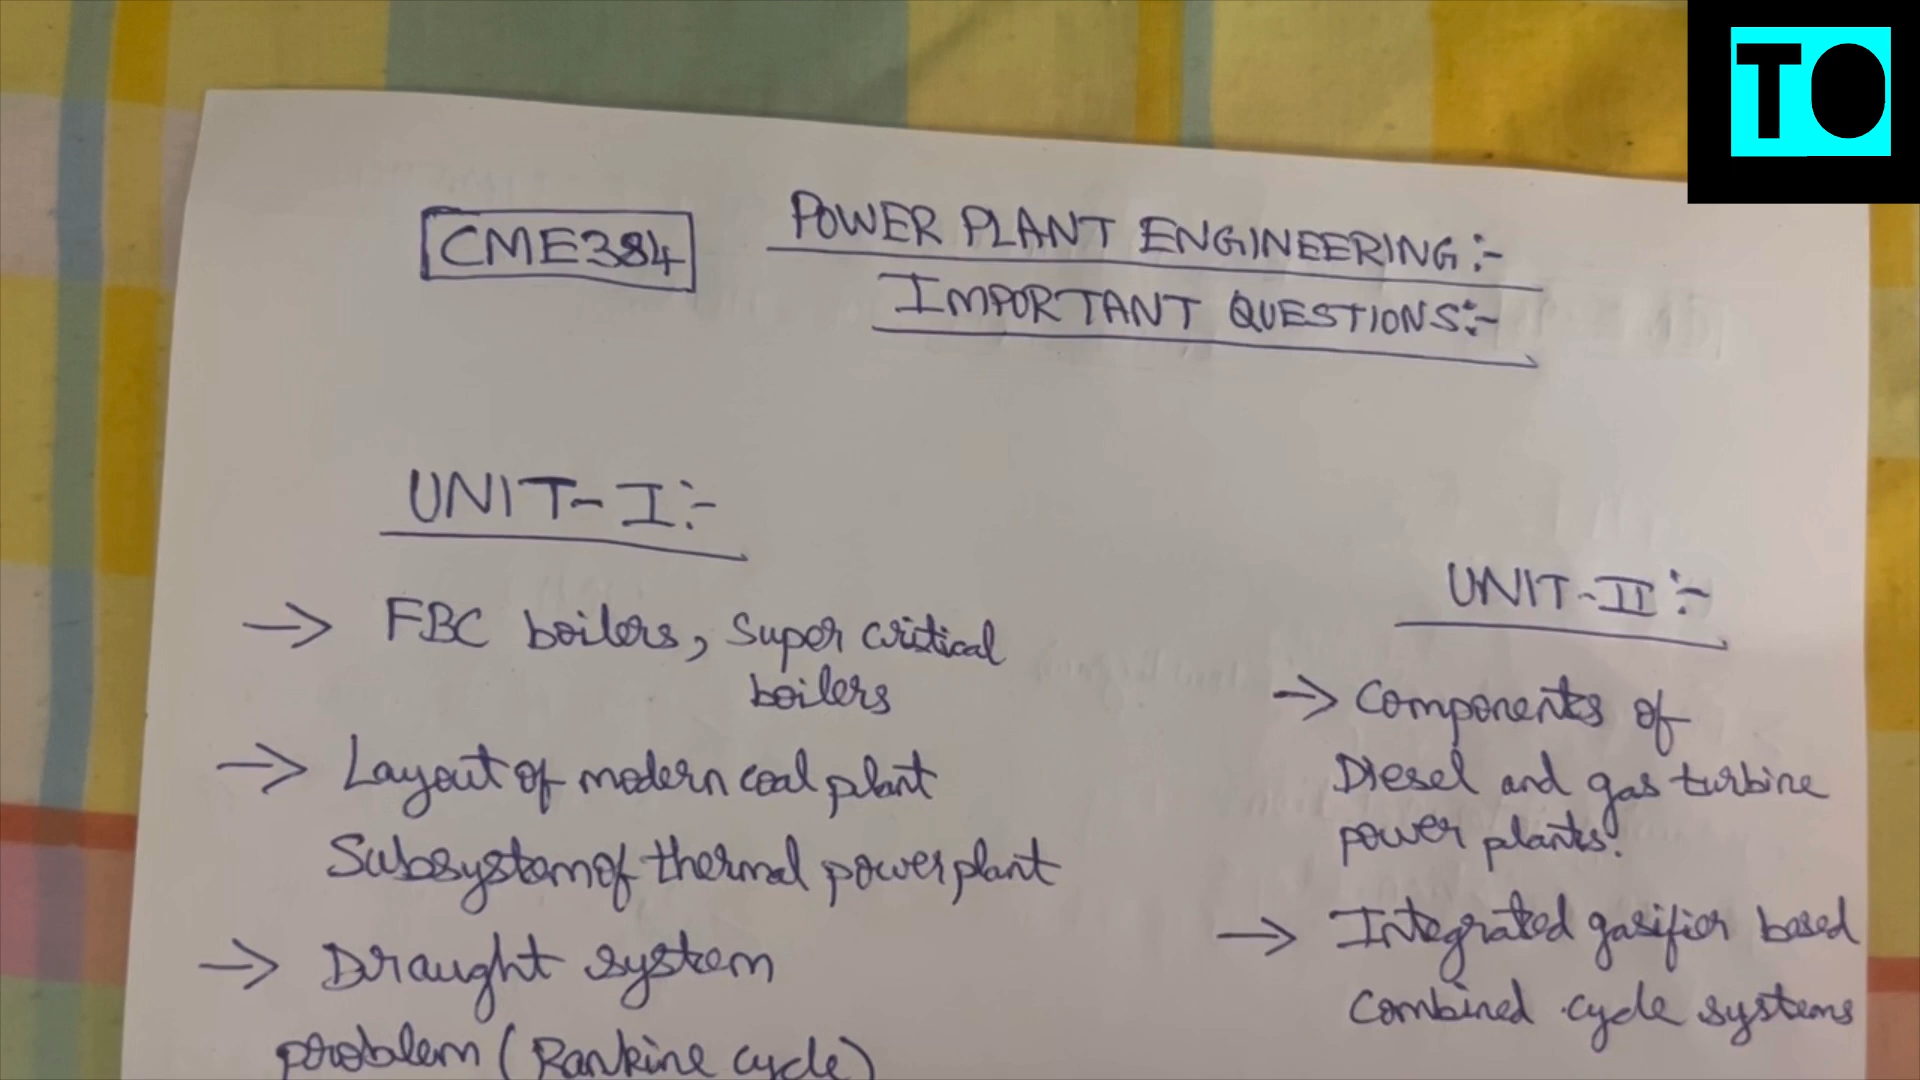 TO
CME384
POWER PLANT ENGINEERING:-
IMPORTANT QUESTIONS:-
UNIT-I:-
→ FBC boilers, Super critical
boilers
→ Layout of modern coal plant
Subsystem of thermal power plant
→ Draught system
problem (Rankine cycle)
UNIT-II:-
→ Components of
Diesel and gas turbine
power plants.
→ Integrated gasifier based
Combined cycle systems